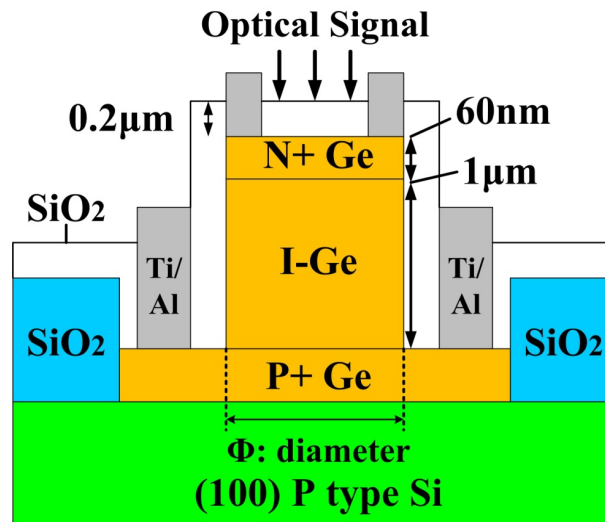 Optical Signal
0.2μm
60nm
N+ Ge
1μm
SiO2
Ti/
Al
I-Ge
Ti/
Al
SiO2
SiO2
P+ Ge
Φ: diameter
(100) P type Si